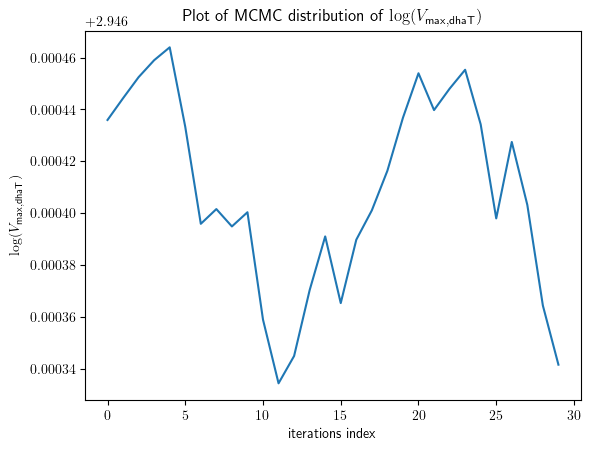 Plot of MCMC distribution of log(V_max,dhaT)
+2.946
0.00046
0.00044
0.00042
0.00040
0.00038
0.00036
0.00034
log(V_max,dhaT)
0 5 10 15 20 25 30
iterations index